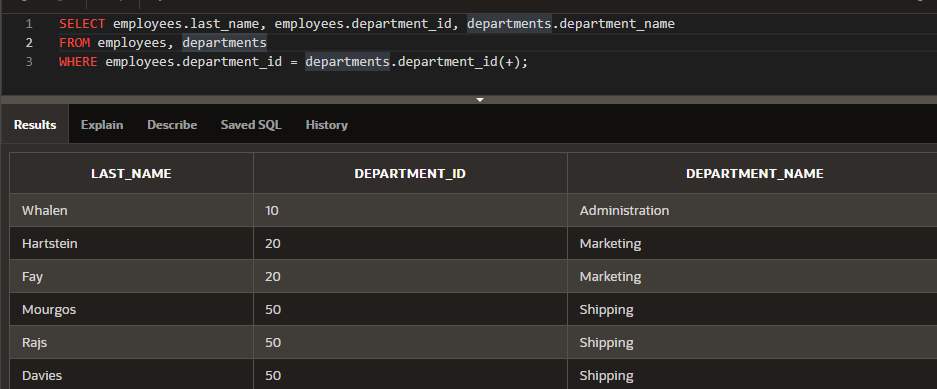 1 SELECT employees.last_name, employees.department_id, departments.department_name
2 FROM employees, departments
3 WHERE employees.department_id = departments.department_id(+);
Results Explain Describe Saved SQL History
LAST_NAME DEPARTMENT_ID DEPARTMENT_NAME
Whalen 10 Administration
Hartstein 20 Marketing
Fay 20 Marketing
Mourgos 50 Shipping
Rajs 50 Shipping
Davies 50 Shipping